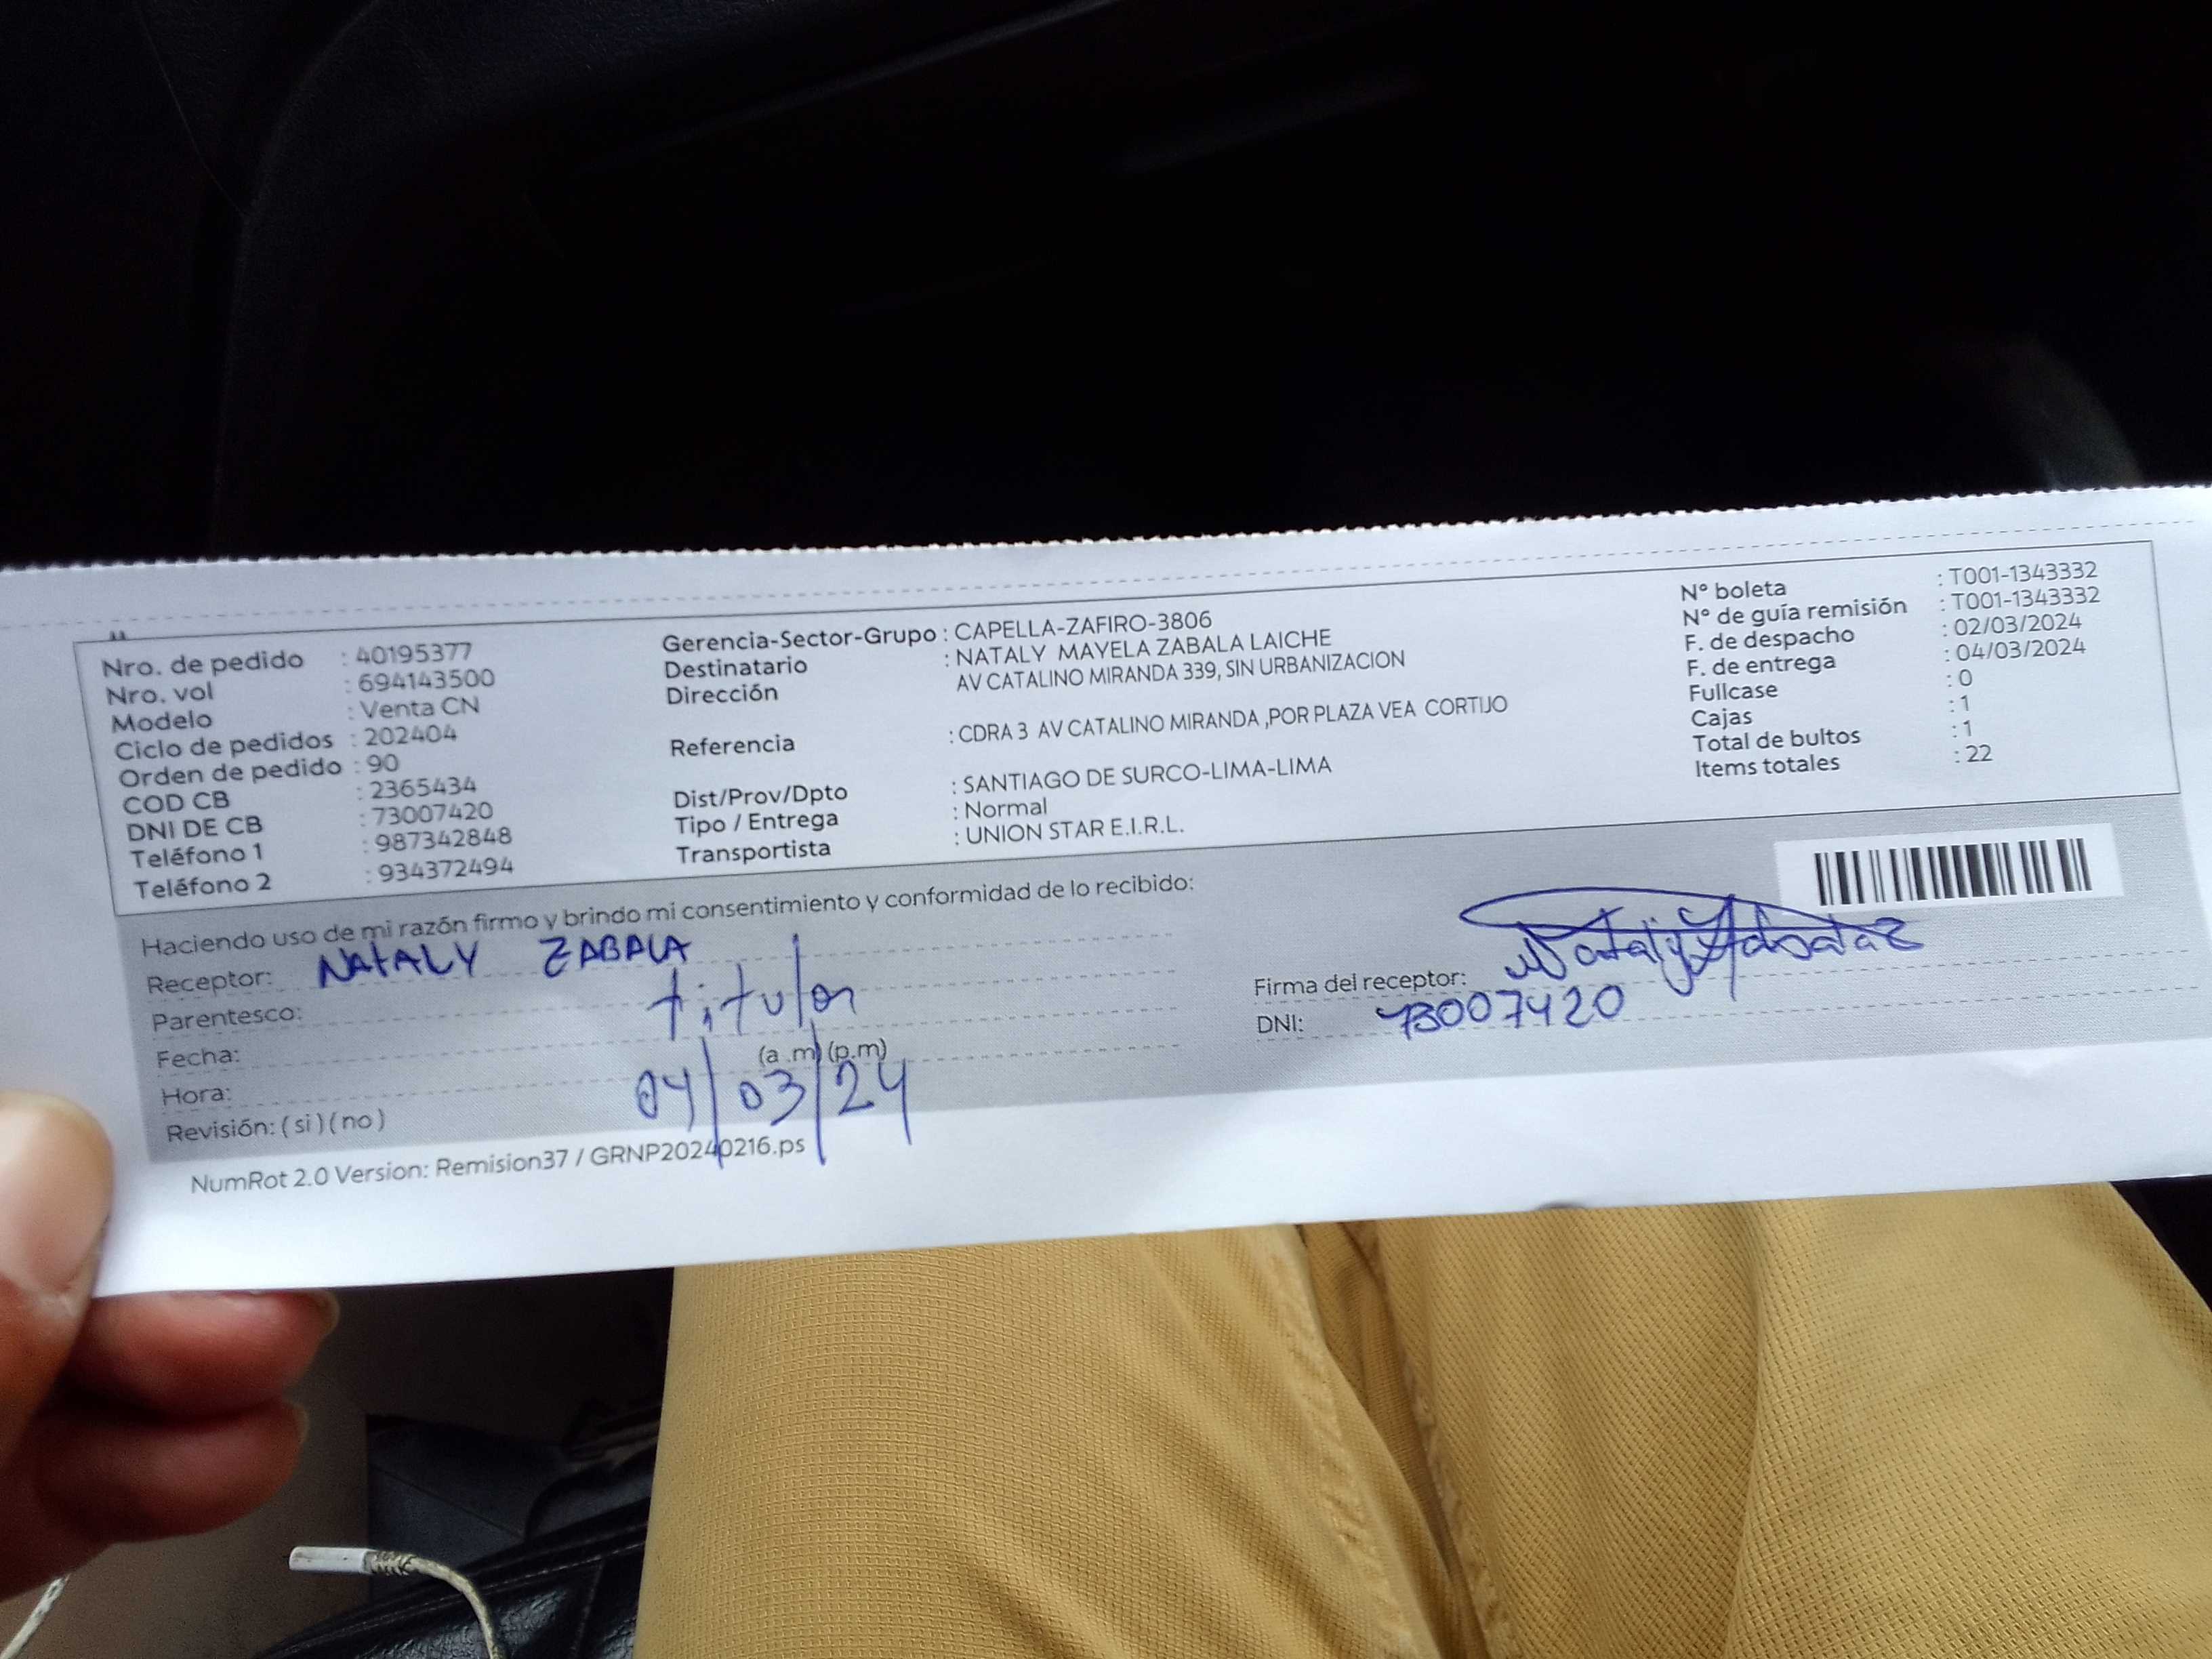 Nro. de pedido : 40195377
Nro. vol : 694143500
Modelo : Venta CN
Ciclo de pedidos : 202404
Orden de pedido : 90
COD CB : 2365434
DNI DE CB : 73007420
Teléfono 1 : 987342848
Teléfono 2 : 934372494
Gerencia-Sector-Grupo : CAPELLA-ZAFIRO-3806
Destinatario : NATALY MAYELA ZABALA LAICHE
Dirección AV CATALINO MIRANDA 339, SIN URBANIZACION
Referencia : CDRA 3 AV CATALINO MIRANDA ,POR PLAZA VEA CORTIJO
Dist/Prov/Dpto : SANTIAGO DE SURCO-LIMA-LIMA
Tipo / Entrega : Normal
Transportista : UNION STAR E.I.R.L.
N° boleta : T001-1343332
N° de guía remisión : T001-1343332
F. de despacho : 02/03/2024
F. de entrega : 04/03/2024
Fullcase : 0
Cajas : 1
Total de bultos : 1
Items totales : 22
Haciendo uso de mi razón firmo y brindo mi consentimiento y conformidad de lo recibido:
Receptor: NATALY ZABALA
Parentesco: titular
Fecha:
Hora: (a .m) (p.m)
04/03/24
Revisión: ( si ) ( no )
Firma del receptor:
DNI: 73007420
NumRot 2.0 Version: Remision37 / GRNP20240216.ps